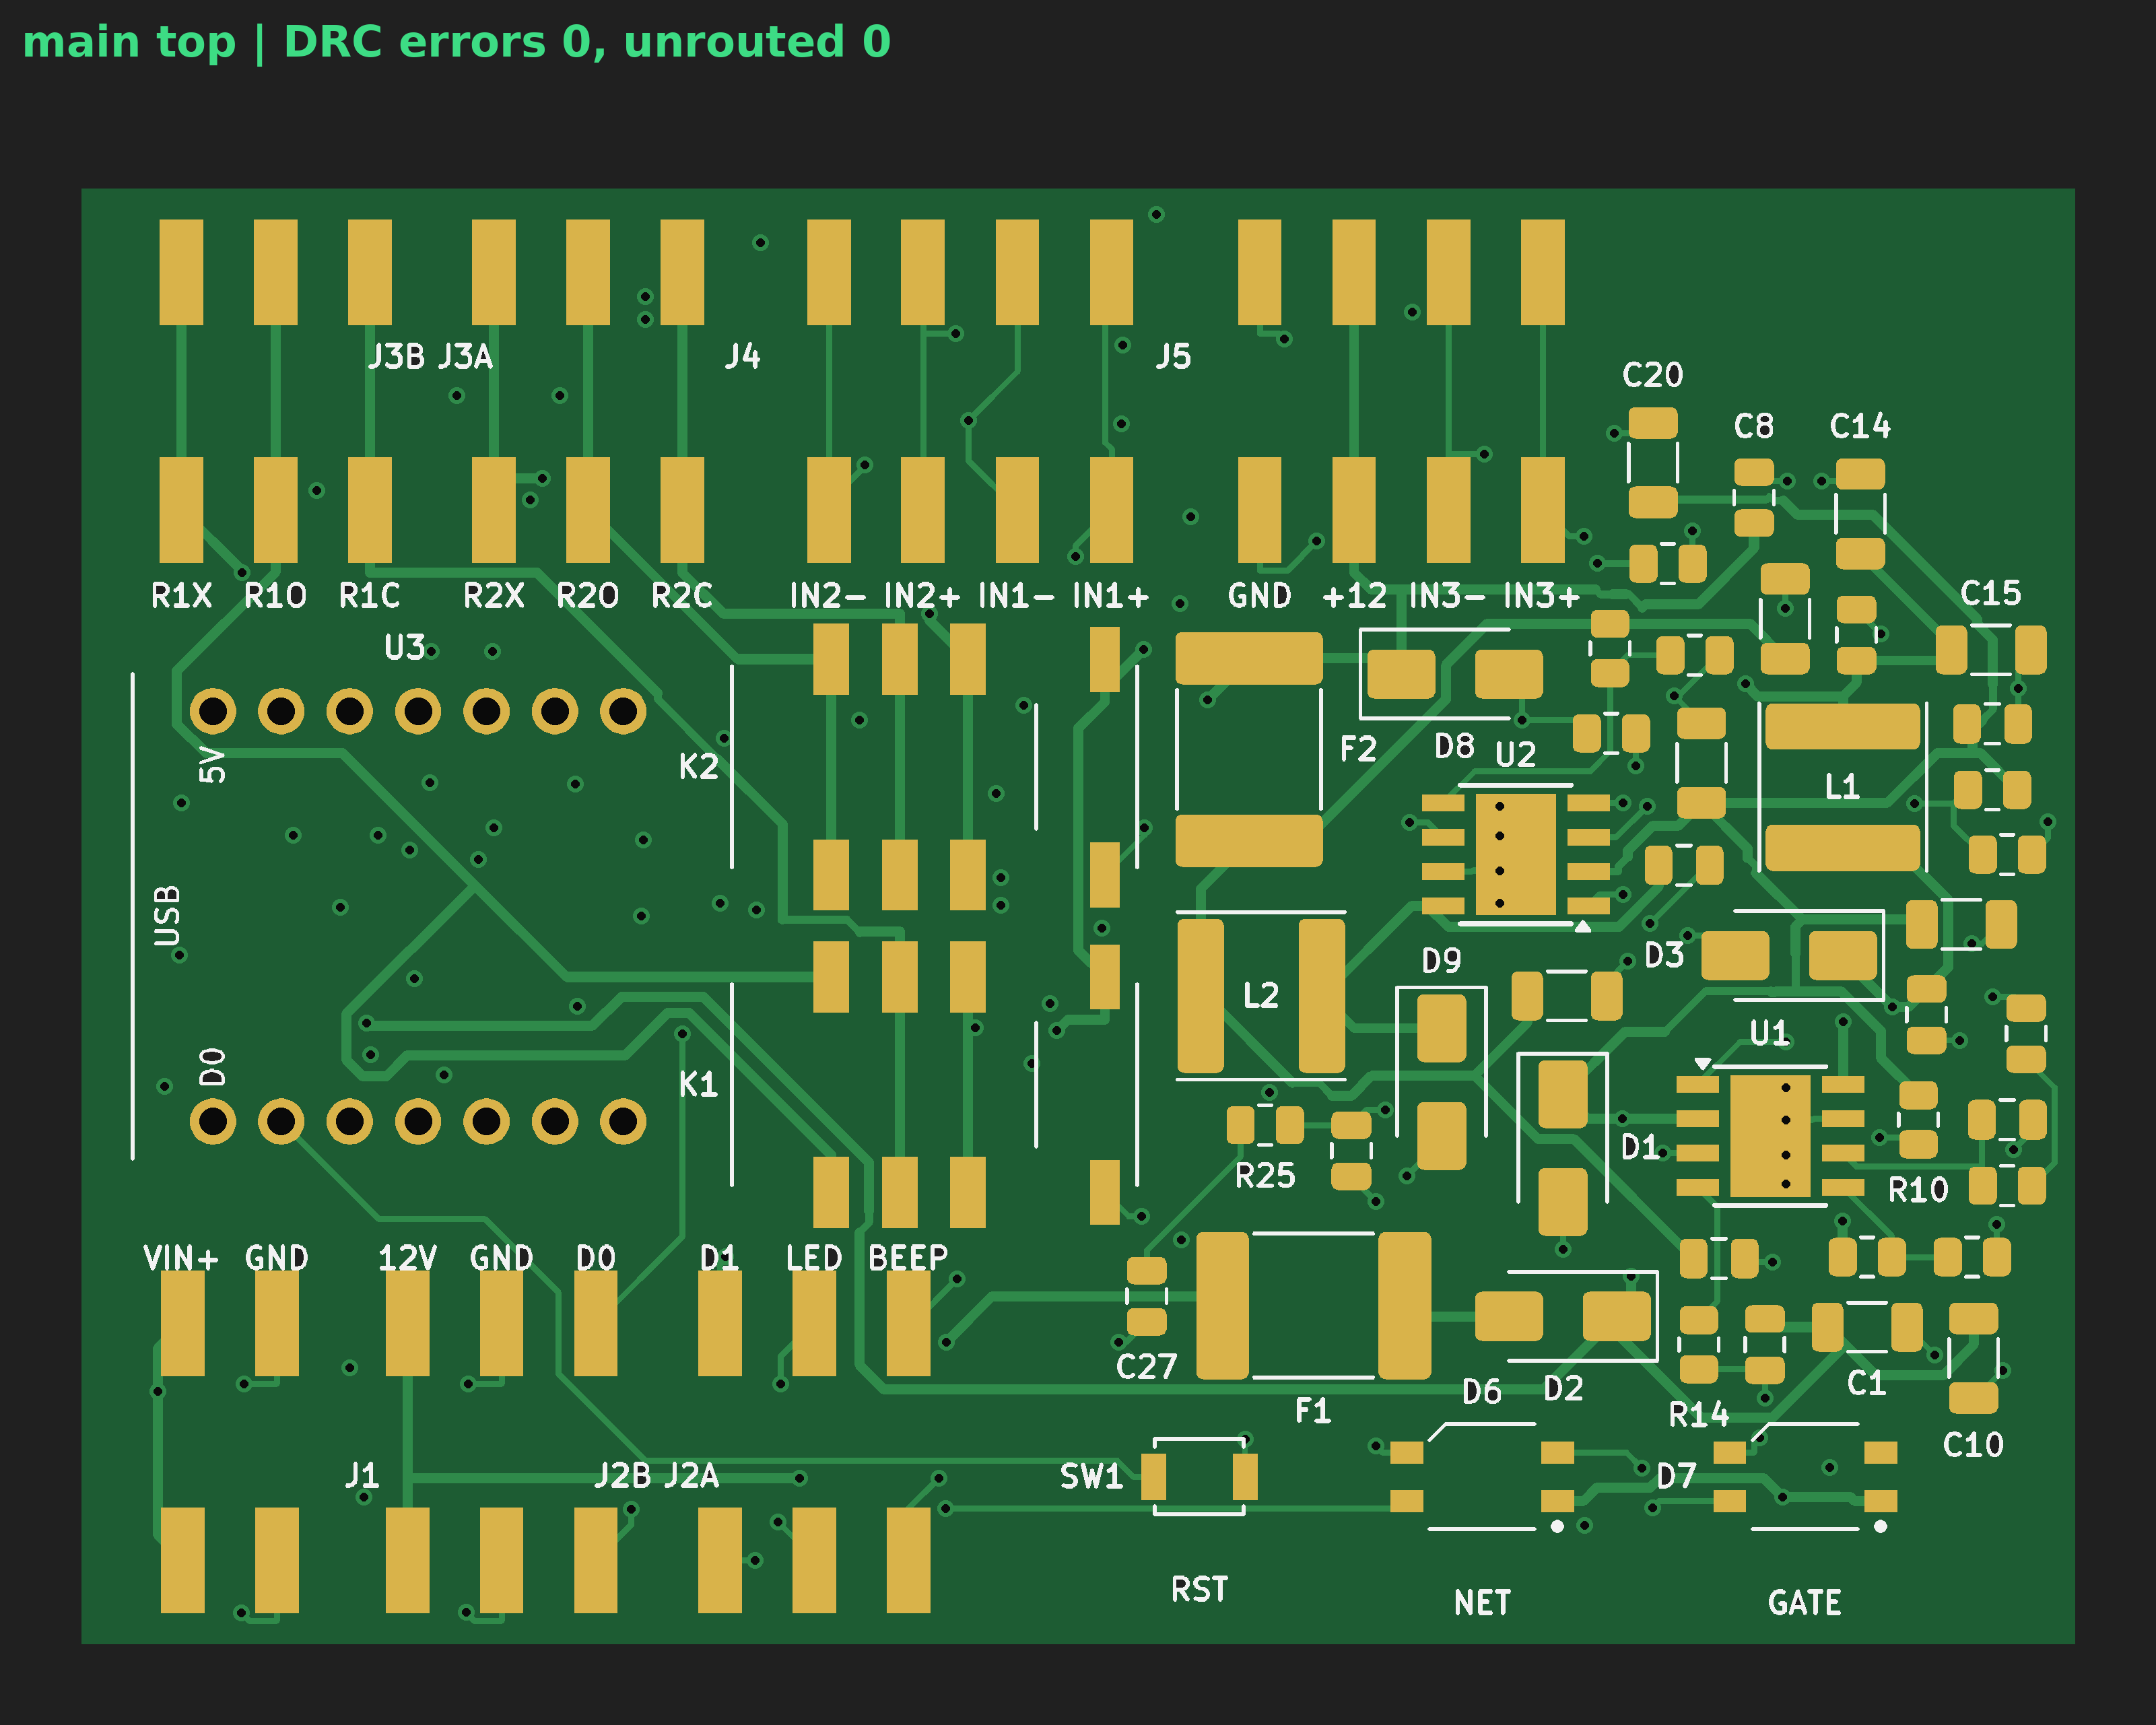 main top | DRC errors 0, unrouted 0
J3B J3A J4 J5
C20
C8 C14
R1X R1O R1C R2X R2O R2C IN2- IN2+ IN1- IN1+ GND +12 IN3- IN3+
C15
U3
5V
K2
F2
D8
U2
L1
USB
D9
D3
L2
U1
D0
K1
D1
R25
R10
VIN+ GND 12V GND D0 D1 LED BEEP
C27
F1
D6
D2
C1
R14
C10
J1 J2B J2A SW1 D7
RST
NET
GATE